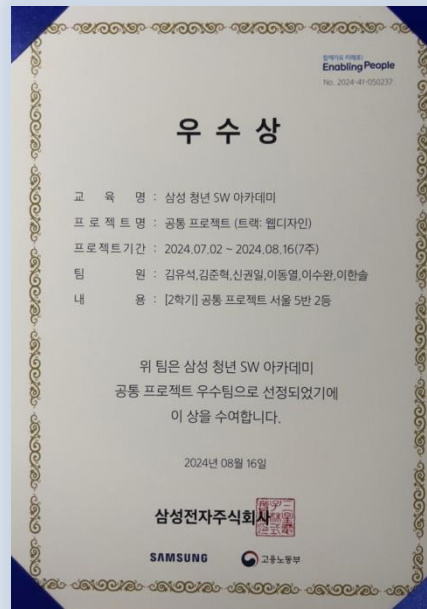 함께가요 미래로!
Enabling People
No. 2024-41-050237
우 수 상
교 육 명 : 삼성 청년 SW 아카데미
프 로 젝 트 명 : 공통 프로젝트 (트랙: 웹디자인)
프로젝트기간 : 2024.07.02 ~ 2024.08.16(7주)
팀 원 : 김유석,김준혁,신권일,이동열,이수완,이한솔
내 용 : [2학기] 공통 프로젝트 서울 5반 2등
위 팀은 삼성 청년 SW 아카데미
공통 프로젝트 우수팀으로 선정되었기에
이 상을 수여합니다.
2024년 08월 16일
삼성전자주식회사
SAMSUNG 고용노동부